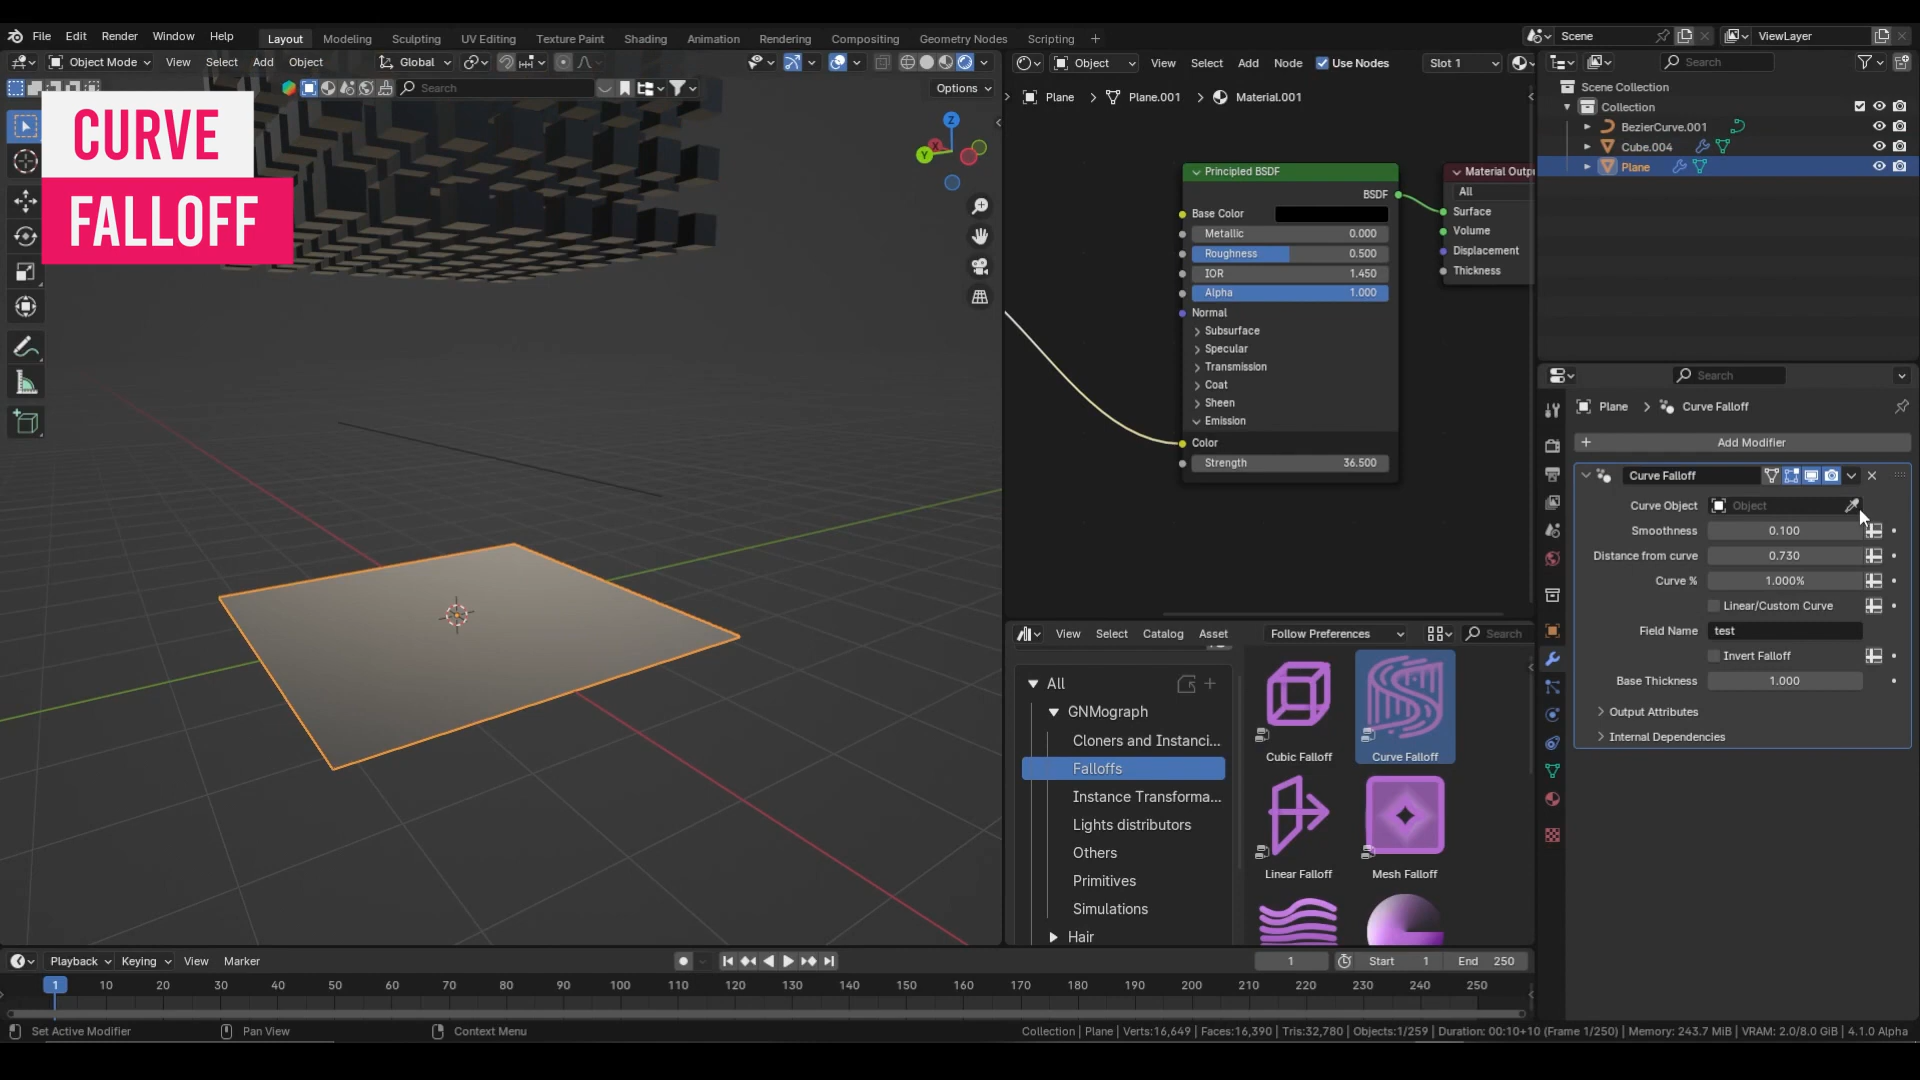 File Edit Render Window Help Layout Modeling Sculpting UV Editing Texture Paint Shading Animation Rendering Compositing Geometry Nodes Scripting + Scene ViewLayer
Object Mode View Select Add Object Global
Search Options
CURVE
FALLOFF
Z
Y
X
Object View Select Add Node Use Nodes Slot 1
Plane > Plane.001 > Material.001
Principled BSDF
BSDF
Base Color
Metallic 0.000
Roughness 0.500
IOR 1.450
Alpha 1.000
Normal
Subsurface
Specular
Transmission
Coat
Sheen
Emission
Color
Strength 36.500
Material Outp
All
Surface
Volume
Displacement
Thickness
Search
Scene Collection
Collection
BezierCurve.001
Cube.004
Plane
Search
Plane > Curve Falloff
+ Add Modifier
Curve Falloff
Curve Object Object
Smoothness 0.100
Distance from curve 0.730
Curve % 1.000%
Linear/Custom Curve
Field Name test
Invert Falloff
Base Thickness 1.000
Output Attributes
Internal Dependencies
View Select Catalog Asset Follow Preferences Search
All
GNMograph
Cloners and Instanci...
Falloffs
Instance Transforma...
Lights distributors
Others
Primitives
Simulations
Hair
Cubic Falloff Curve Falloff
Linear Falloff Mesh Falloff
Playback Keying View Marker 1 Start 1 End 250
1 10 20 30 40 50 60 70 80 90 100 110 120 130 140 150 160 170 180 190 200 210 220 230 240 250
Set Active Modifier Pan View Context Menu Collection | Plane | Verts:16,649 | Faces:16,390 | Tris:32,780 | Objects:1/259 | Duration: 00:10+10 (Frame 1/250) | Memory: 243.7 MiB | VRAM: 2.0/8.0 GiB | 4.1.0 Alpha